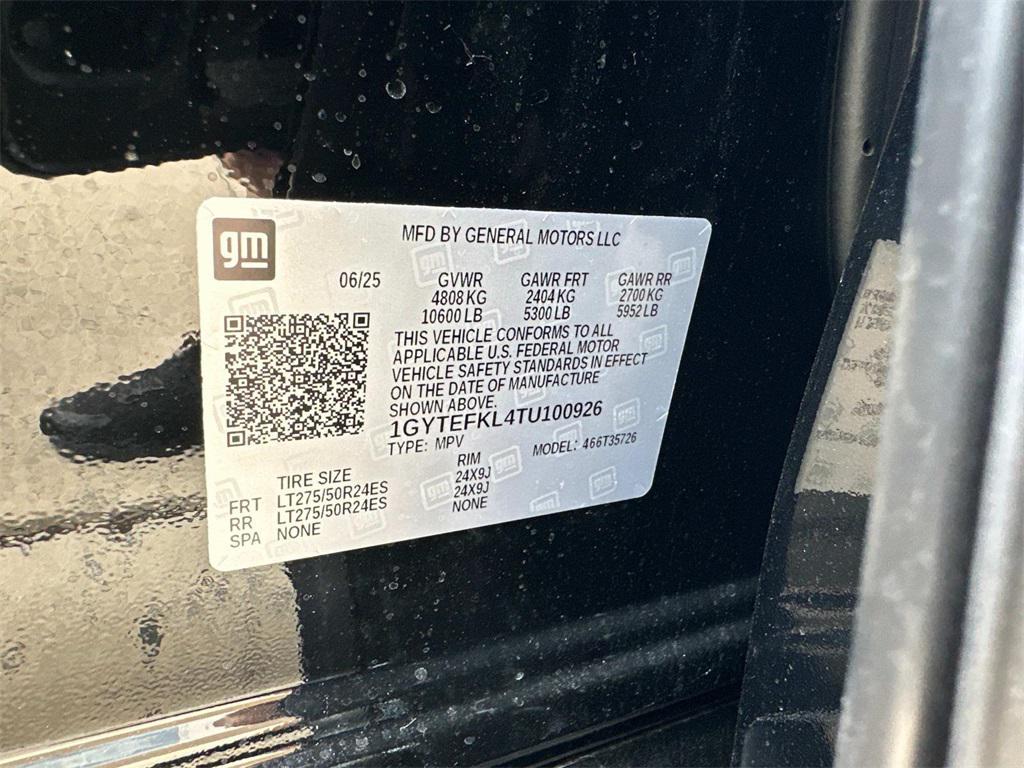 gm
MFD BY GENERAL MOTORS LLC
06/25 GVWR GAWR FRT GAWR RR
4808 KG 2404 KG 2700 KG
10600 LB 5300 LB 5952 LB
THIS VEHICLE CONFORMS TO ALL
APPLICABLE U.S. FEDERAL MOTOR
VEHICLE SAFETY STANDARDS IN EFFECT
ON THE DATE OF MANUFACTURE
SHOWN ABOVE.
1GYTEFKL4TU100926
TYPE: MPV MODEL: 466T35726
TIRE SIZE RIM
FRT LT275/50R24ES 24X9J
RR LT275/50R24ES 24X9J
SPA NONE NONE